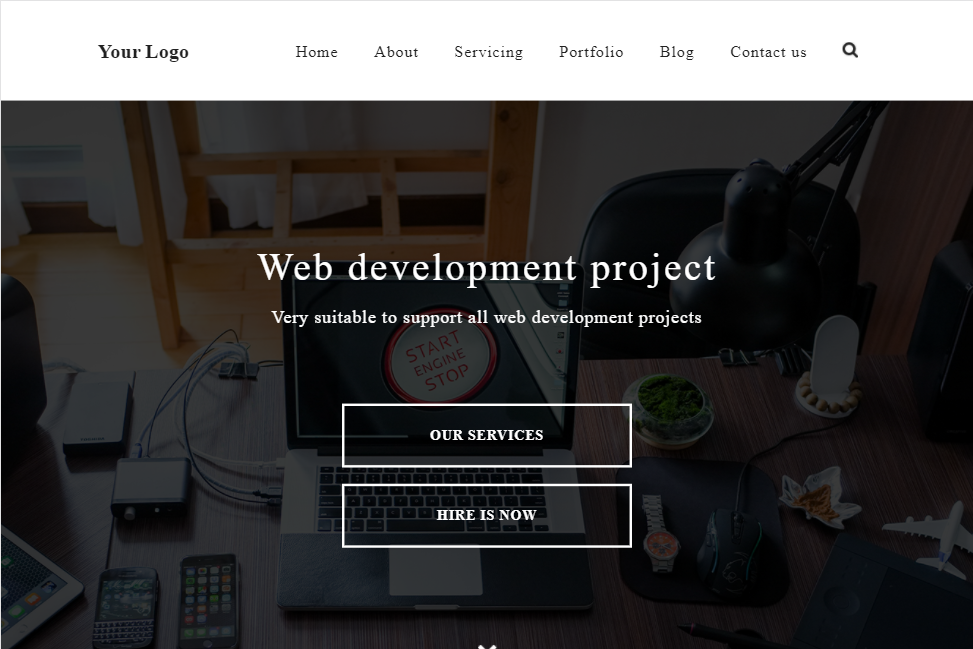 Your Logo
Home About Servicing Portfolio Blog Contact us
Web development project
Very suitable to support all web development projects
START
ENGINE
STOP
OUR SERVICES
HIRE IS NOW